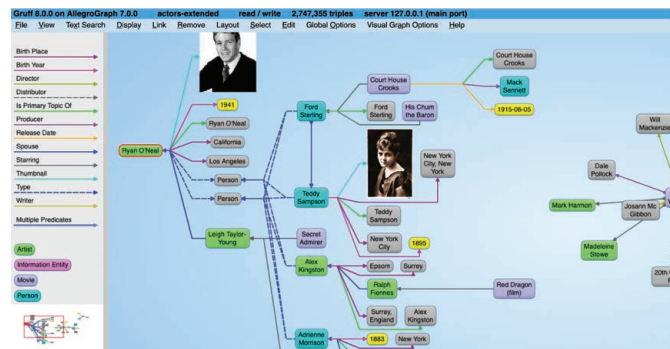 Gruff 8.0.0 on AllegroGraph 7.0.0 actors-extended read / write 2,747,355 triples server 127.0.0.1 (main port)
File View Text Search Display Link Remove Layout Select Edit Global Options Visual Graph Options Help
Birth Place
Birth Year
Director
Distributor
Is Primary Topic Of
Producer
Release Date
Spouse
Starring
Thumbnail
Type
Writer
Multiple Predicates
Artist
Information Entity
Movie
Person
Ryan O'Neal
1941
Ryan O'Neal
California
Los Angeles
Person
Person
Leigh Taylor-
Young
Secret
Admirer
Ford
Sterling
Teddy
Sampson
Alex
Kingston
Adrienne
Morrison
Court House
Crooks
Ford
Sterling
His Chum
the Baron
Court House
Crooks
Mack
Sennett
1915-06-05
New York
City, New
York
Teddy
Sampson
New York
City
1895
Epsom
Surrey
Ralph
Fiennes
Red Dragon
(film)
Surrey,
England
Alex
Kingston
1883
New York
Will
Mackenzie
Dale
Pollock
Mark Harmon
Josann Mc
Gibbon
Madeleine
Stowe